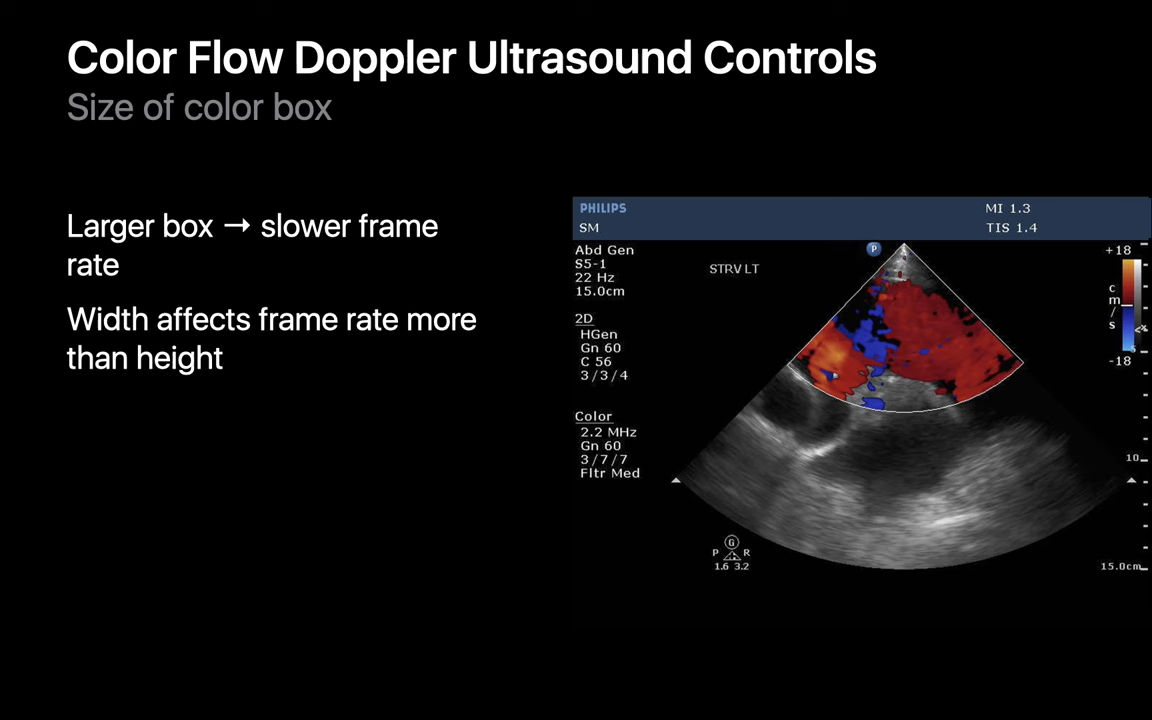 Color Flow Doppler Ultrasound Controls
Size of color box
Larger box → slower frame
rate
Width affects frame rate more
than height
PHILIPS
MI 1.3
SM
TIS 1.4
Abd Gen
S5-1
22 Hz
15.0cm
2D
HGen
Gn 60
C 56
3/3/4
Color
2.2 MHz
Gn 60
3/7/7
Fltr Med
P
STRV LT
+18
c
m
/
s
-18
10
15.0cm
G
P R
1.6 3.2